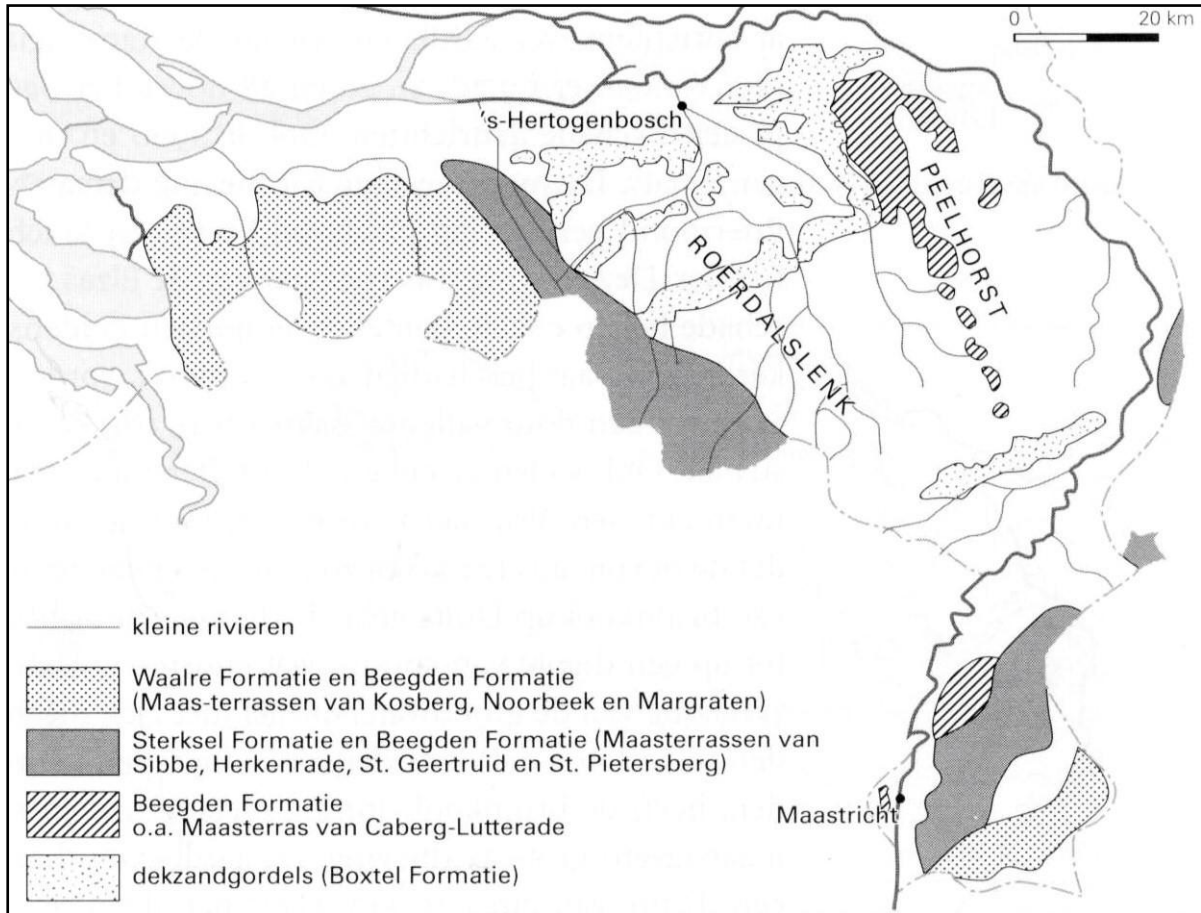 0 20 km
's-Hertogenbosch
PEELHORST
ROERDALSLENK
kleine rivieren
Waalre Formatie en Beegden Formatie
(Maas-terrassen van Kosberg, Noorbeek en Margraten)
Sterksel Formatie en Beegden Formatie (Maasterrassen van
Sibbe, Herkenrade, St. Geertruid en St. Pietersberg)
Beegden Formatie
o.a. Maasterras van Caberg-Lutterade
Maastricht
dekzandgordels (Boxtel Formatie)